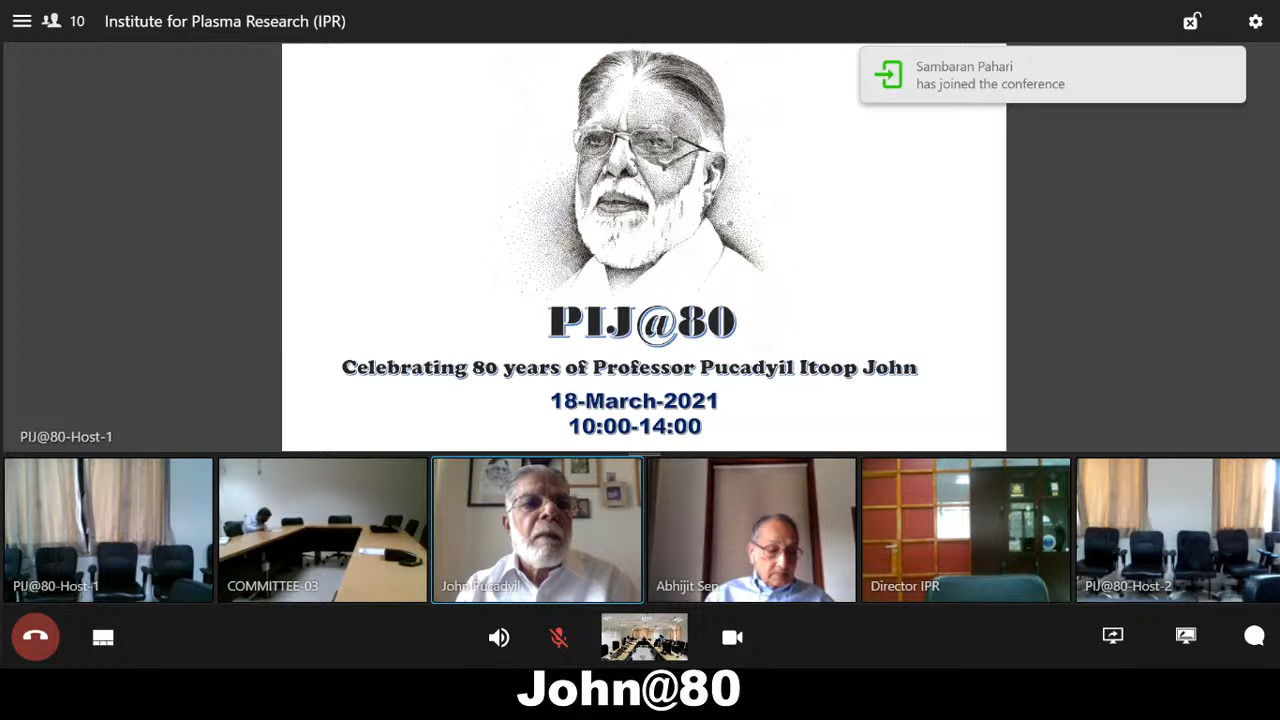 10 Institute for Plasma Research (IPR)
Sambaran Pahari
has joined the conference
PIJ@80
Celebrating 80 years of Professor Pucadyil Itoop John
18-March-2021
10:00-14:00
PIJ@80-Host-1
PIJ@80-Host-1
COMMITTEE-03
John Pucadyil
Abhijit Sen
Director IPR
PIJ@80-Host-2
John@80